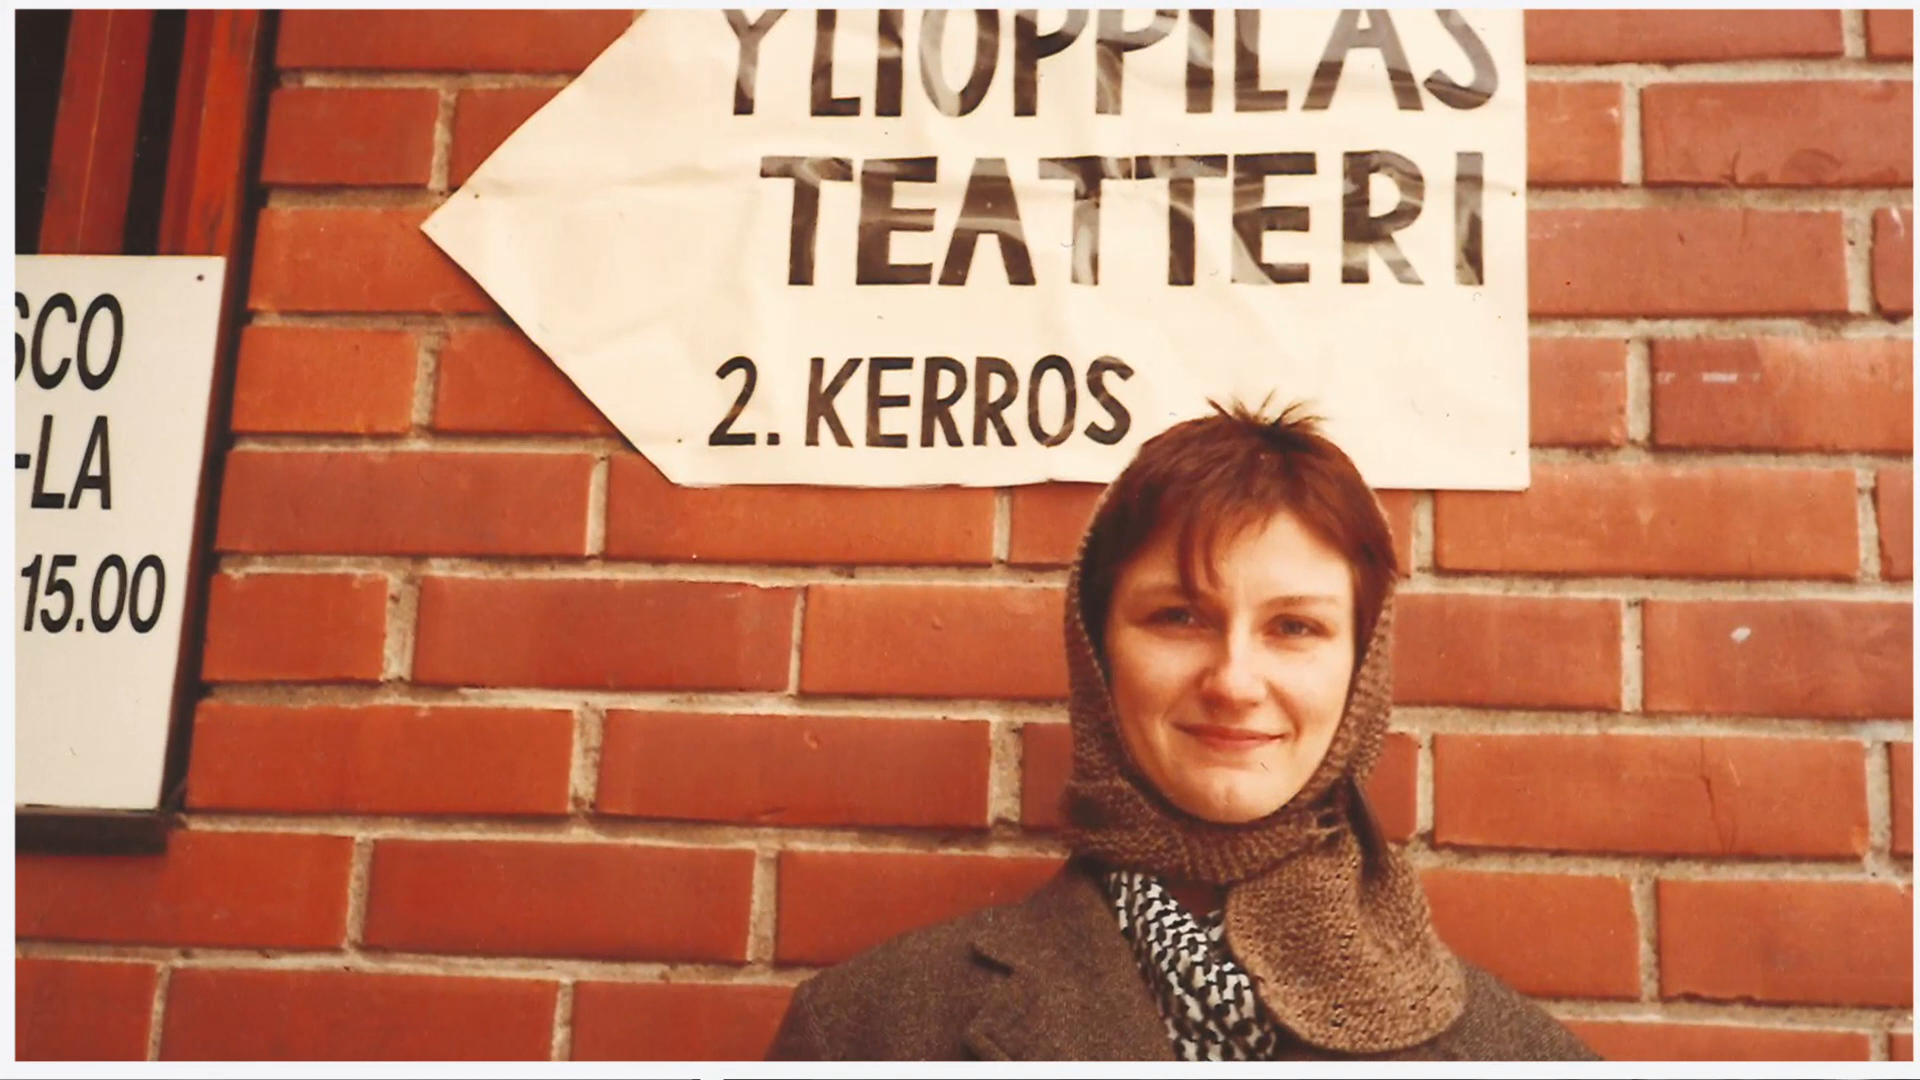 YLIOPPILAS
TEATTERI
2. KERROS
SCO
-LA
15.00